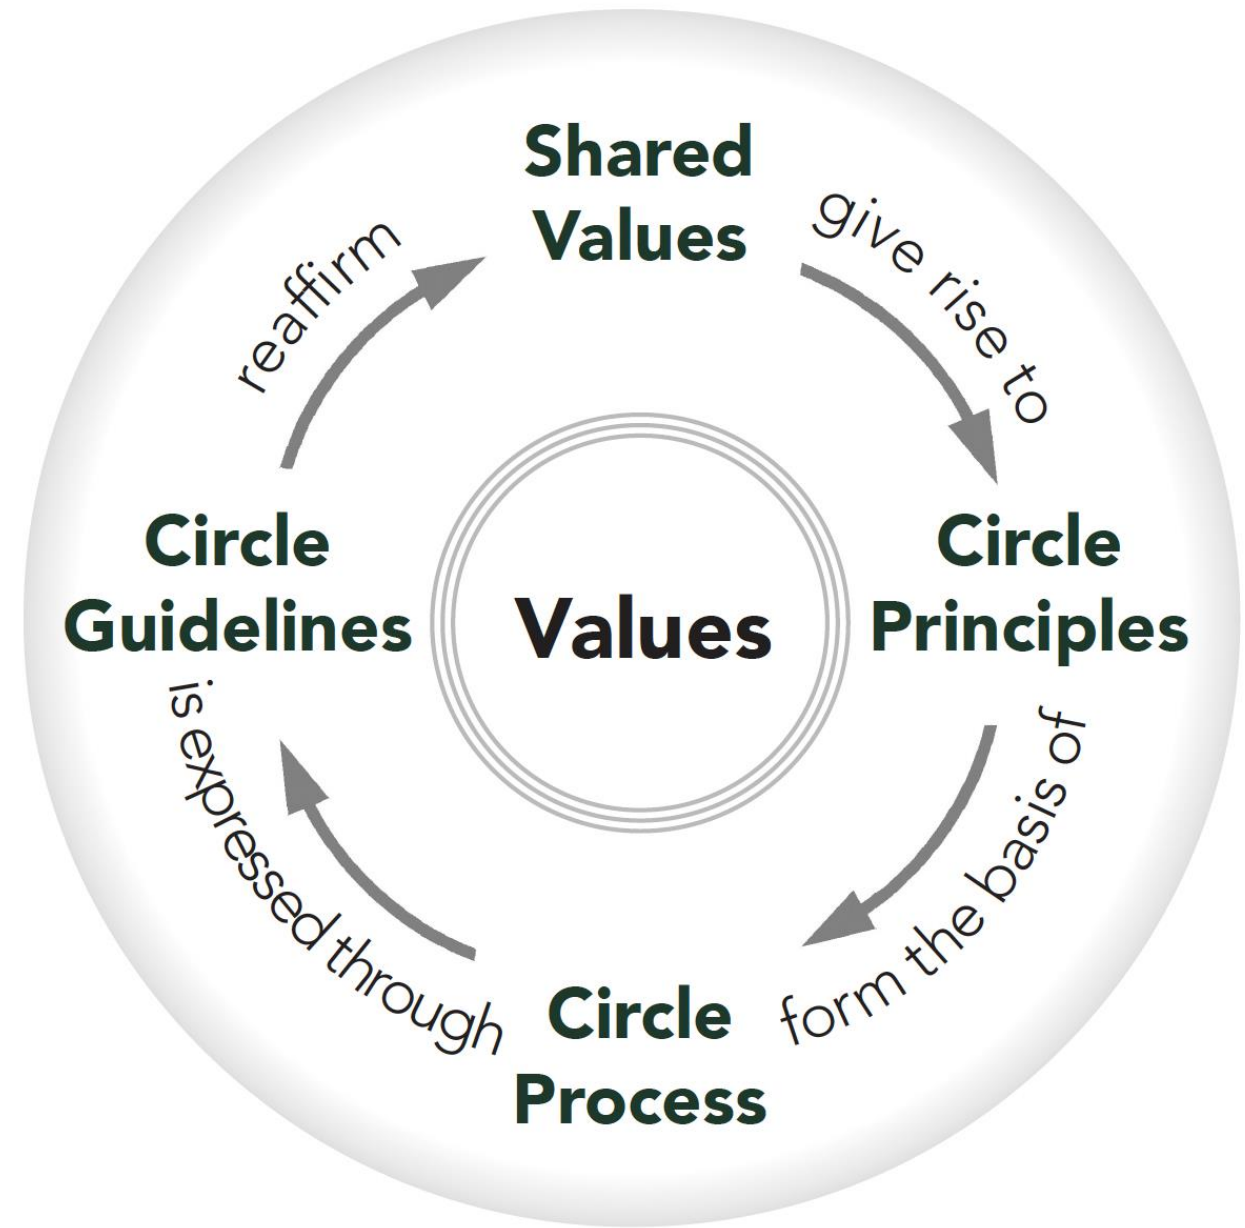 Shared
Values
give rise to
Circle
Principles
form the basis of
Circle
Process
is expressed through
Circle
Guidelines
reaffirm
Values